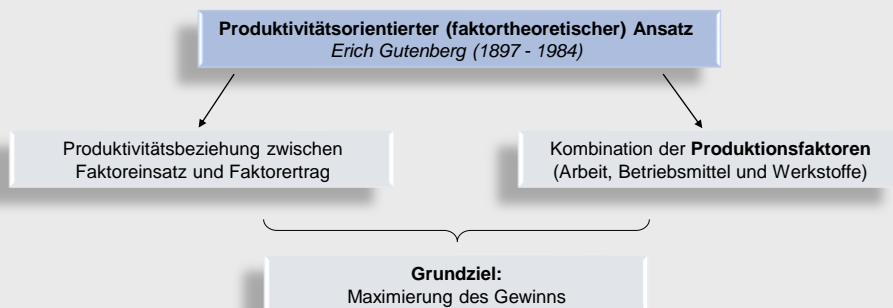 Produktivitätsorientierter (faktortheoretischer) Ansatz
Erich Gutenberg (1897 - 1984)
Produktivitätsbeziehung zwischen
Faktoreinsatz und Faktorertrag
Kombination der Produktionsfaktoren
(Arbeit, Betriebsmittel und Werkstoffe)
Grundziel:
Maximierung des Gewinns